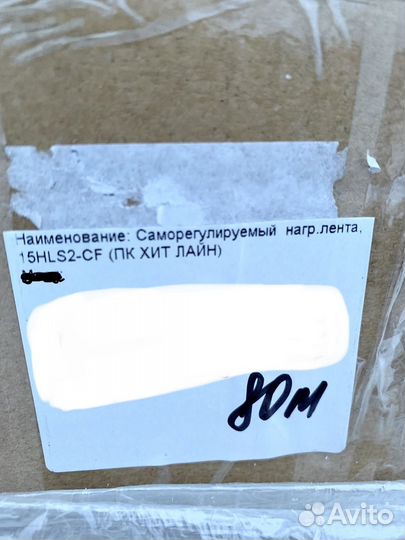 Наименование: Саморегулируемый нагр.лента,
15HLS2-CF (ПК ХИТ ЛАЙН)
80м
Avito